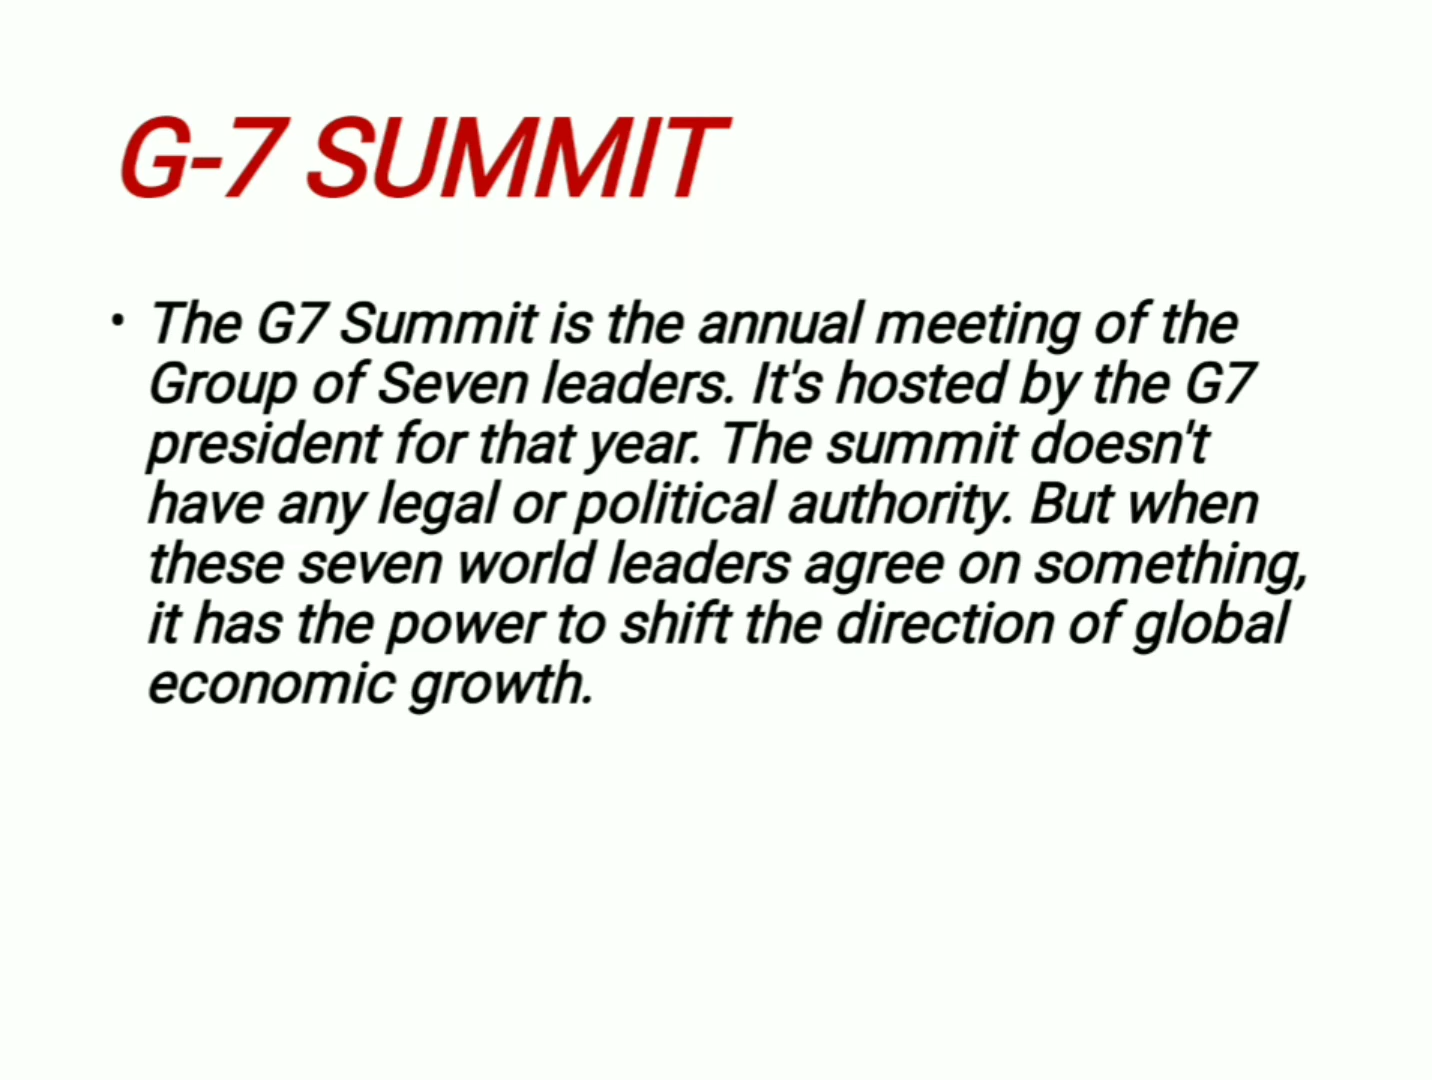 G-7 SUMMIT
• The G7 Summit is the annual meeting of the
Group of Seven leaders. It's hosted by the G7
president for that year. The summit doesn't
have any legal or political authority. But when
these seven world leaders agree on something,
it has the power to shift the direction of global
economic growth.